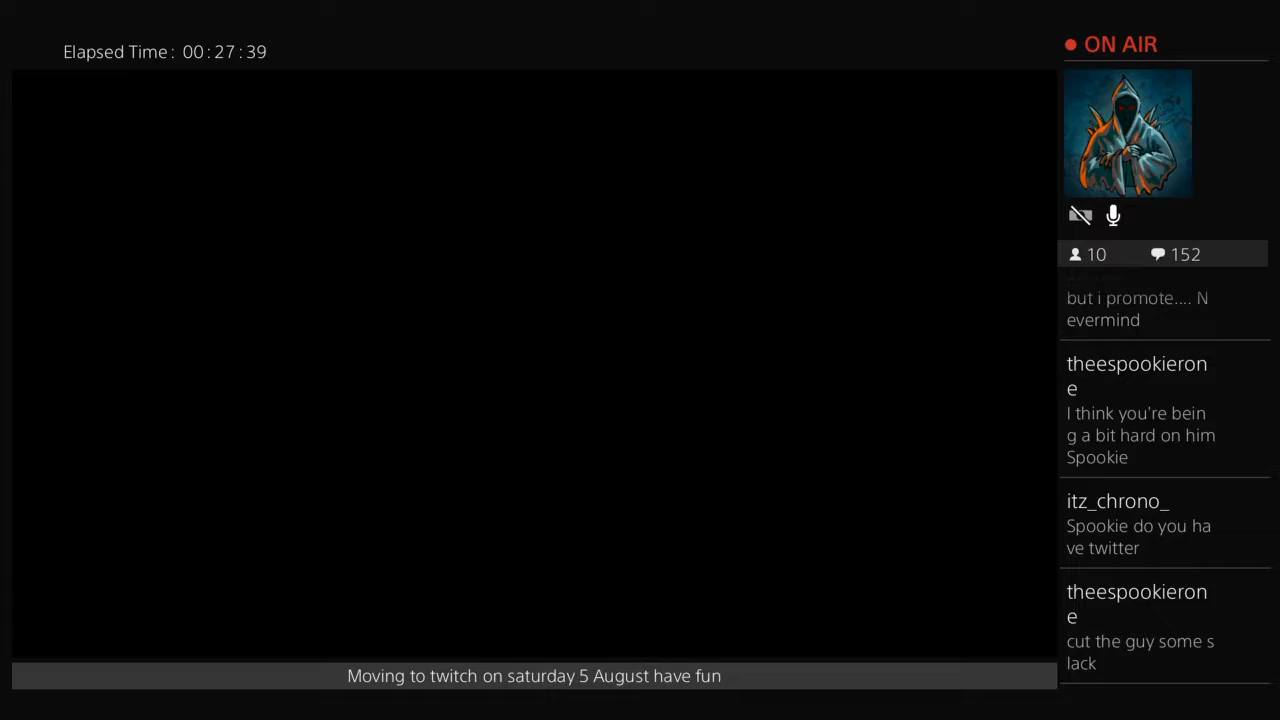 Elapsed Time: 00:27:39
ON AIR
10 152
but i promote.... N
evermind
theespookieron
e
I think you're bein
g a bit hard on him
Spookie
itz_chrono_
Spookie do you ha
ve twitter
theespookieron
e
cut the guy some s
lack
Moving to twitch on saturday 5 August have fun